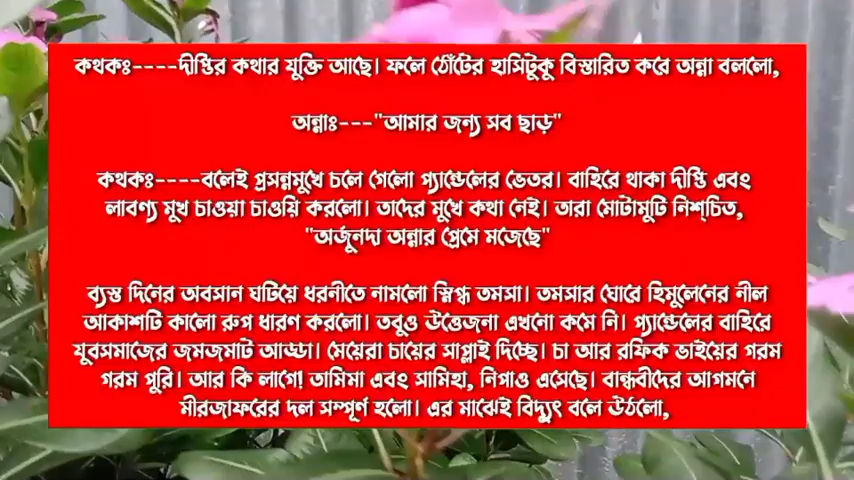 কথকঃ----দীপ্তির কথার যুক্তি আছে। ফলে ঠোঁটের হাসিটুকু বিস্তারিত করে অন্না বললো,
অন্নাঃ---"আমার জন্য সব ছাড়"
কথকঃ----বলেই প্রসন্নমুখে চলে গেলো প্যান্ডেলের ভেতর। বাহিরে থাকা দীপ্তি এবং
লাবণ্য মুখ চাওয়া চাওয়ি করলো। তাদের মুখে কথা নেই। তারা মোটামুটি নিশ্চিত,
"অর্জুনদা অন্নার প্রেমে মজেছে"
ব্যস্ত দিনের অবসান ঘটিয়ে ধরনীতে নামলো স্নিগ্ধ তমসা। তমসার ঘোরে হিমুলেনের নীল
আকাশটি কালো রুপ ধারণ করলো। তবুও উত্তেজনা এখনো কমে নি। প্যান্ডেলের বাহিরে
যুবসমাজের জমজমাট আড্ডা। মেয়েরা চায়ের সাপ্লাই দিচ্ছে। চা আর রফিক ভাইয়ের গরম
গরম পুরি। আর কি লাগে! তামিমা এবং সামিহা, নিপাও এসেছে। বান্ধবীদের আগমনে
মীরজাফরের দল সম্পূর্ণ হলো। এর মাঝেই বিদ্যুৎ বলে উঠলো,